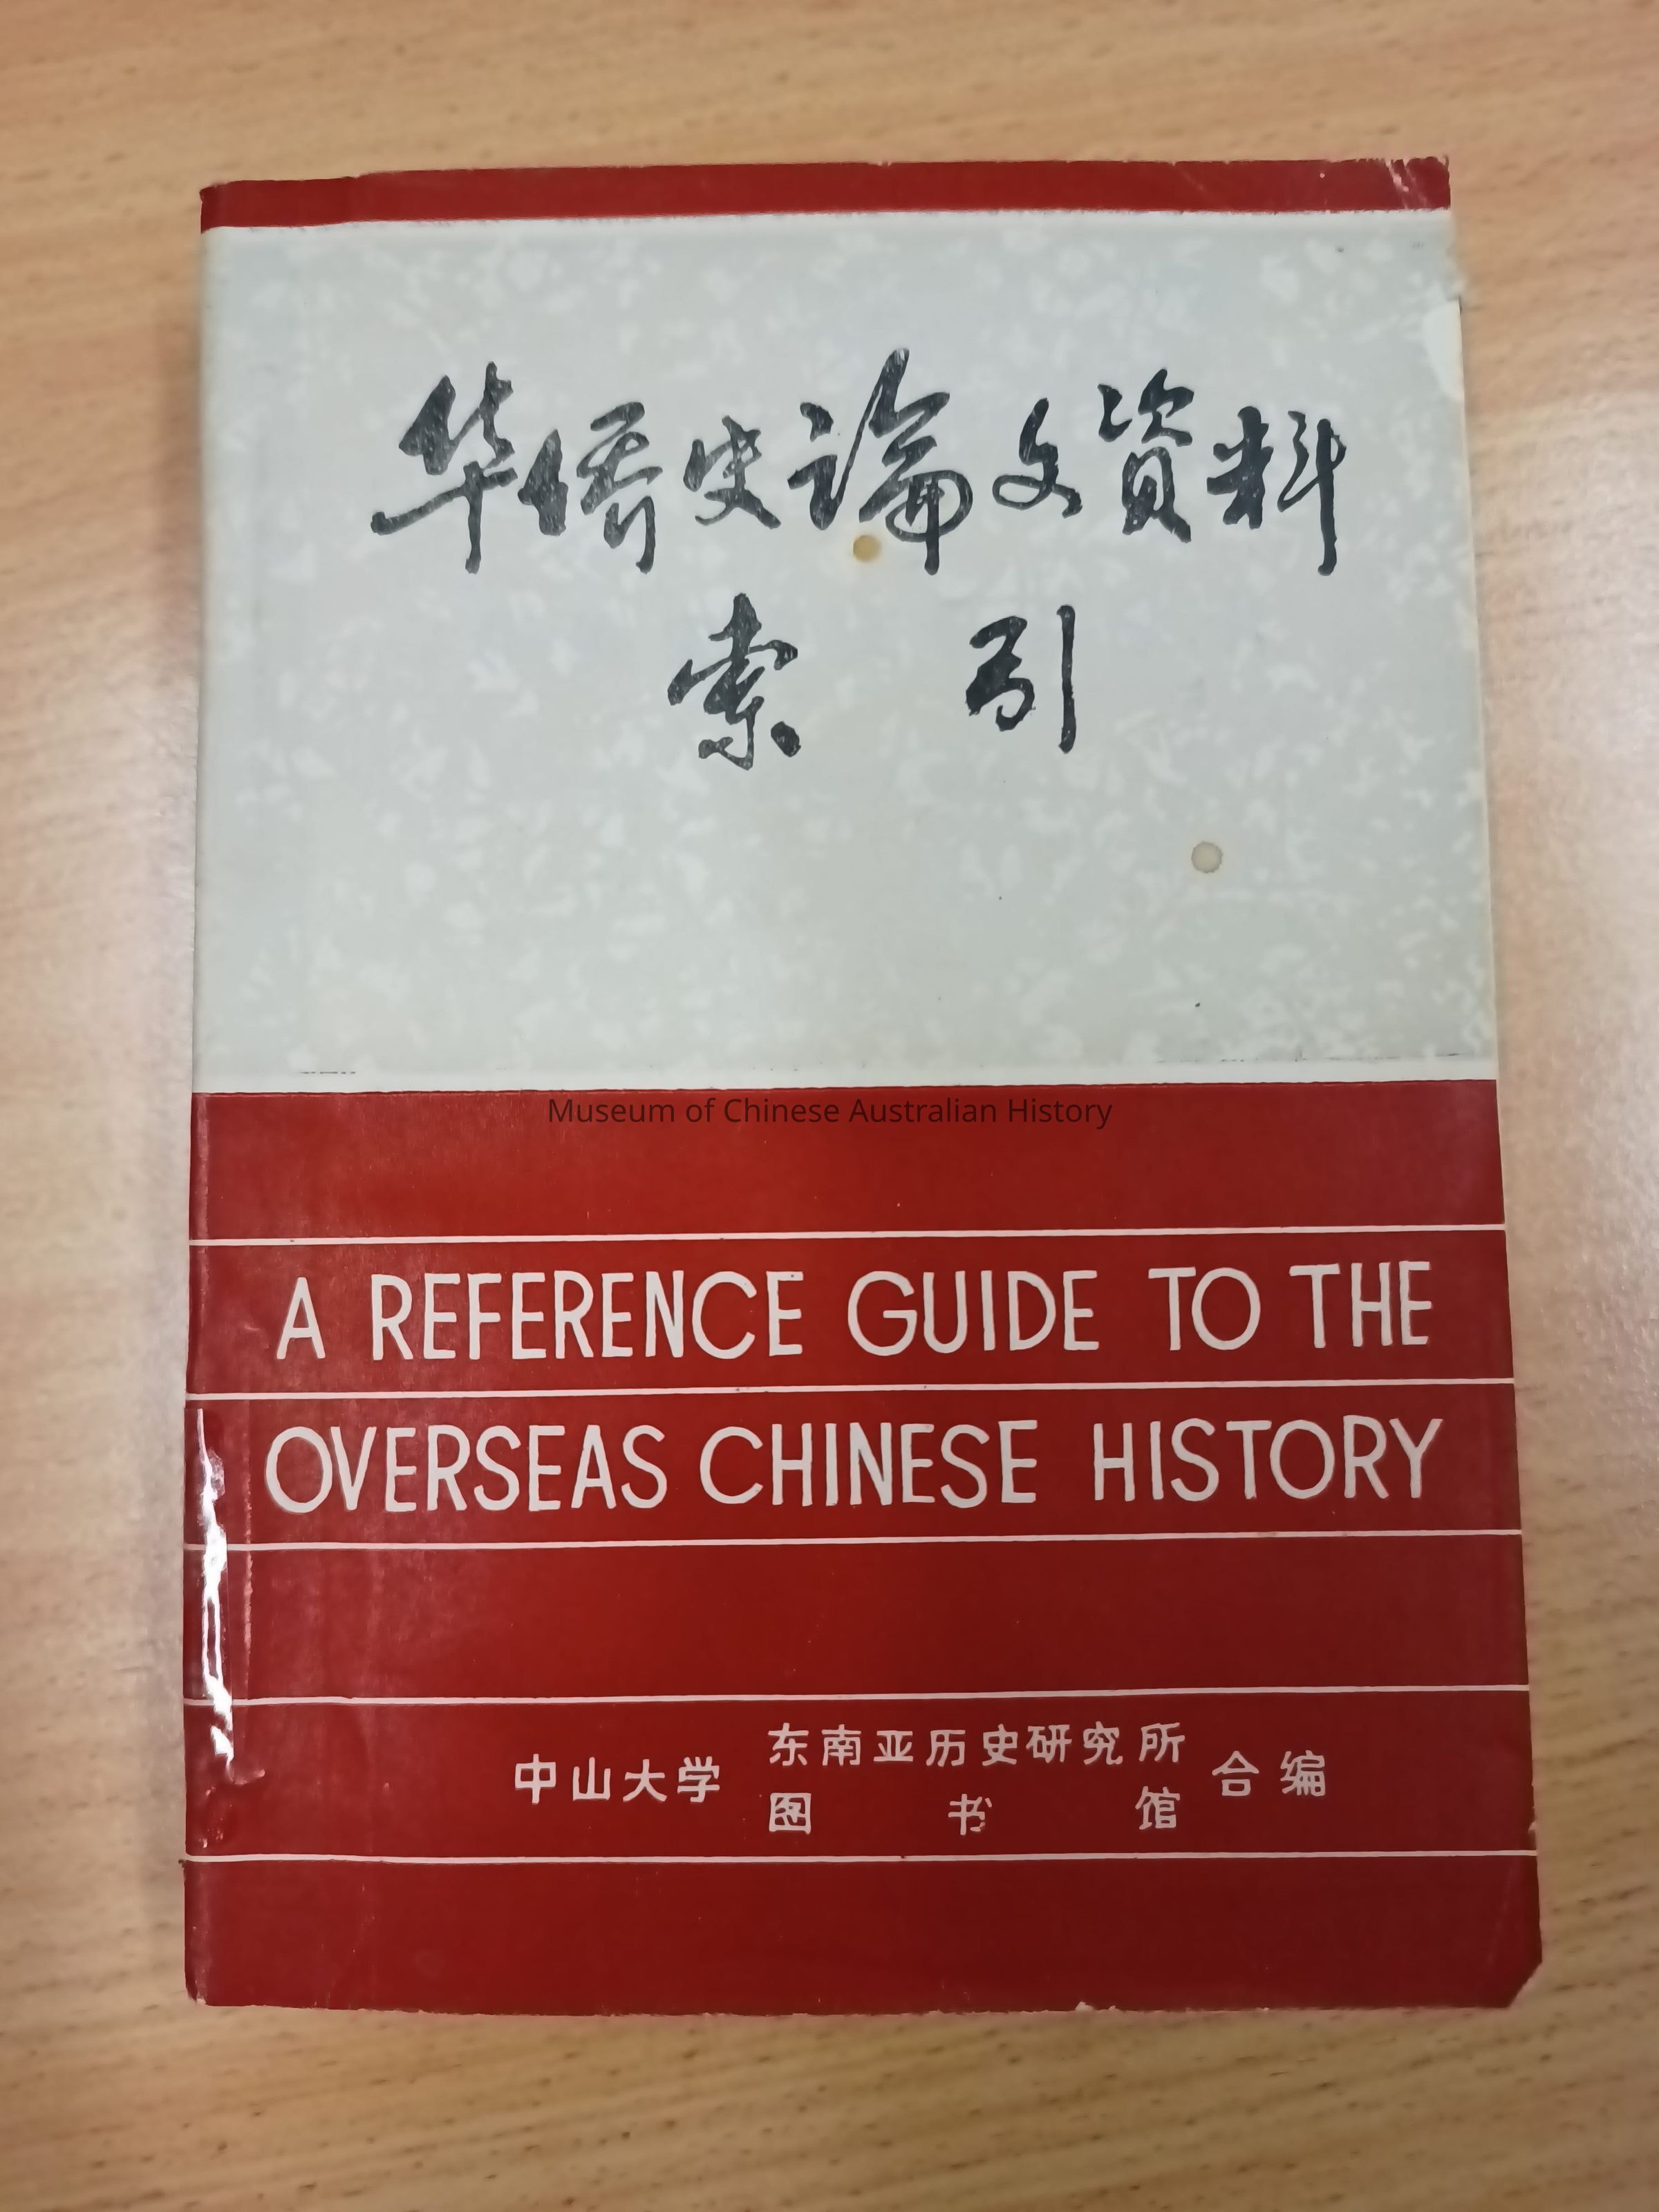 华侨史论文资料
索引
Museum of Chinese Australian History
A REFERENCE GUIDE TO THE
OVERSEAS CHINESE HISTORY
中山大学 东南亚历史研究所 合编
图书馆